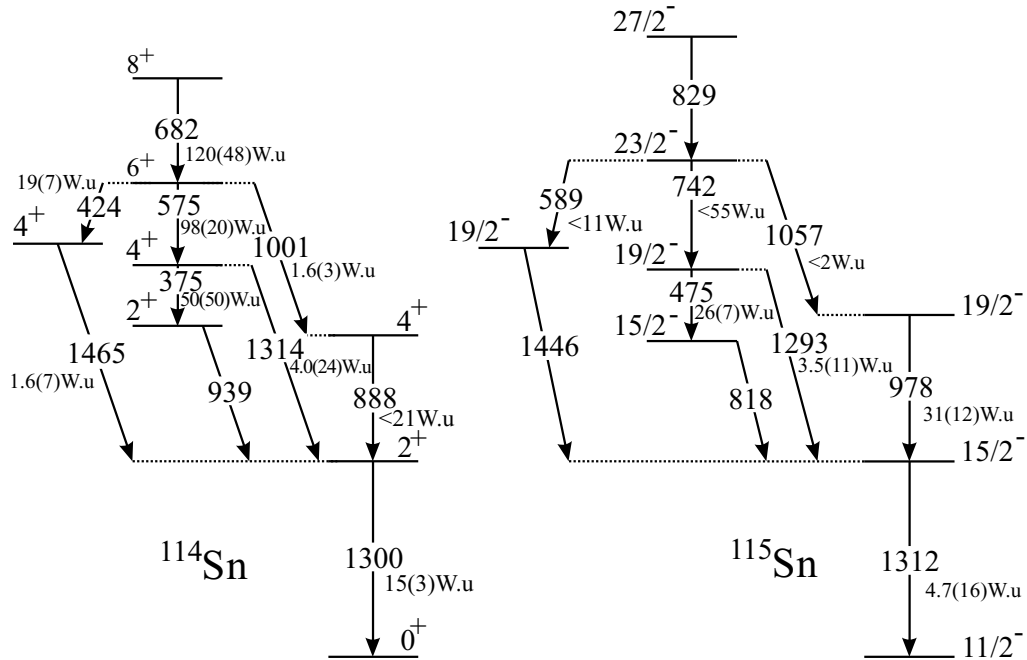 27/2⁻
8⁺
829
682
120(48)W.u
23/2⁻
6⁺
19(7)W.u
424
575
98(20)W.u
742
<55W.u
589
<11W.u
1057
<2W.u
4⁺
4⁺
1001
1.6(3)W.u
19/2⁻
19/2⁻
375
50(50)W.u
475
26(7)W.u
2⁺
4⁺
15/2⁻
19/2⁻
1465
1.6(7)W.u
1314
4.0(24)W.u
939
888
<21W.u
1446
1293
3.5(11)W.u
818
978
31(12)W.u
2⁺
15/2⁻
¹¹⁴Sn
1300
15(3)W.u
¹¹⁵Sn
1312
4.7(16)W.u
0⁺
11/2⁻